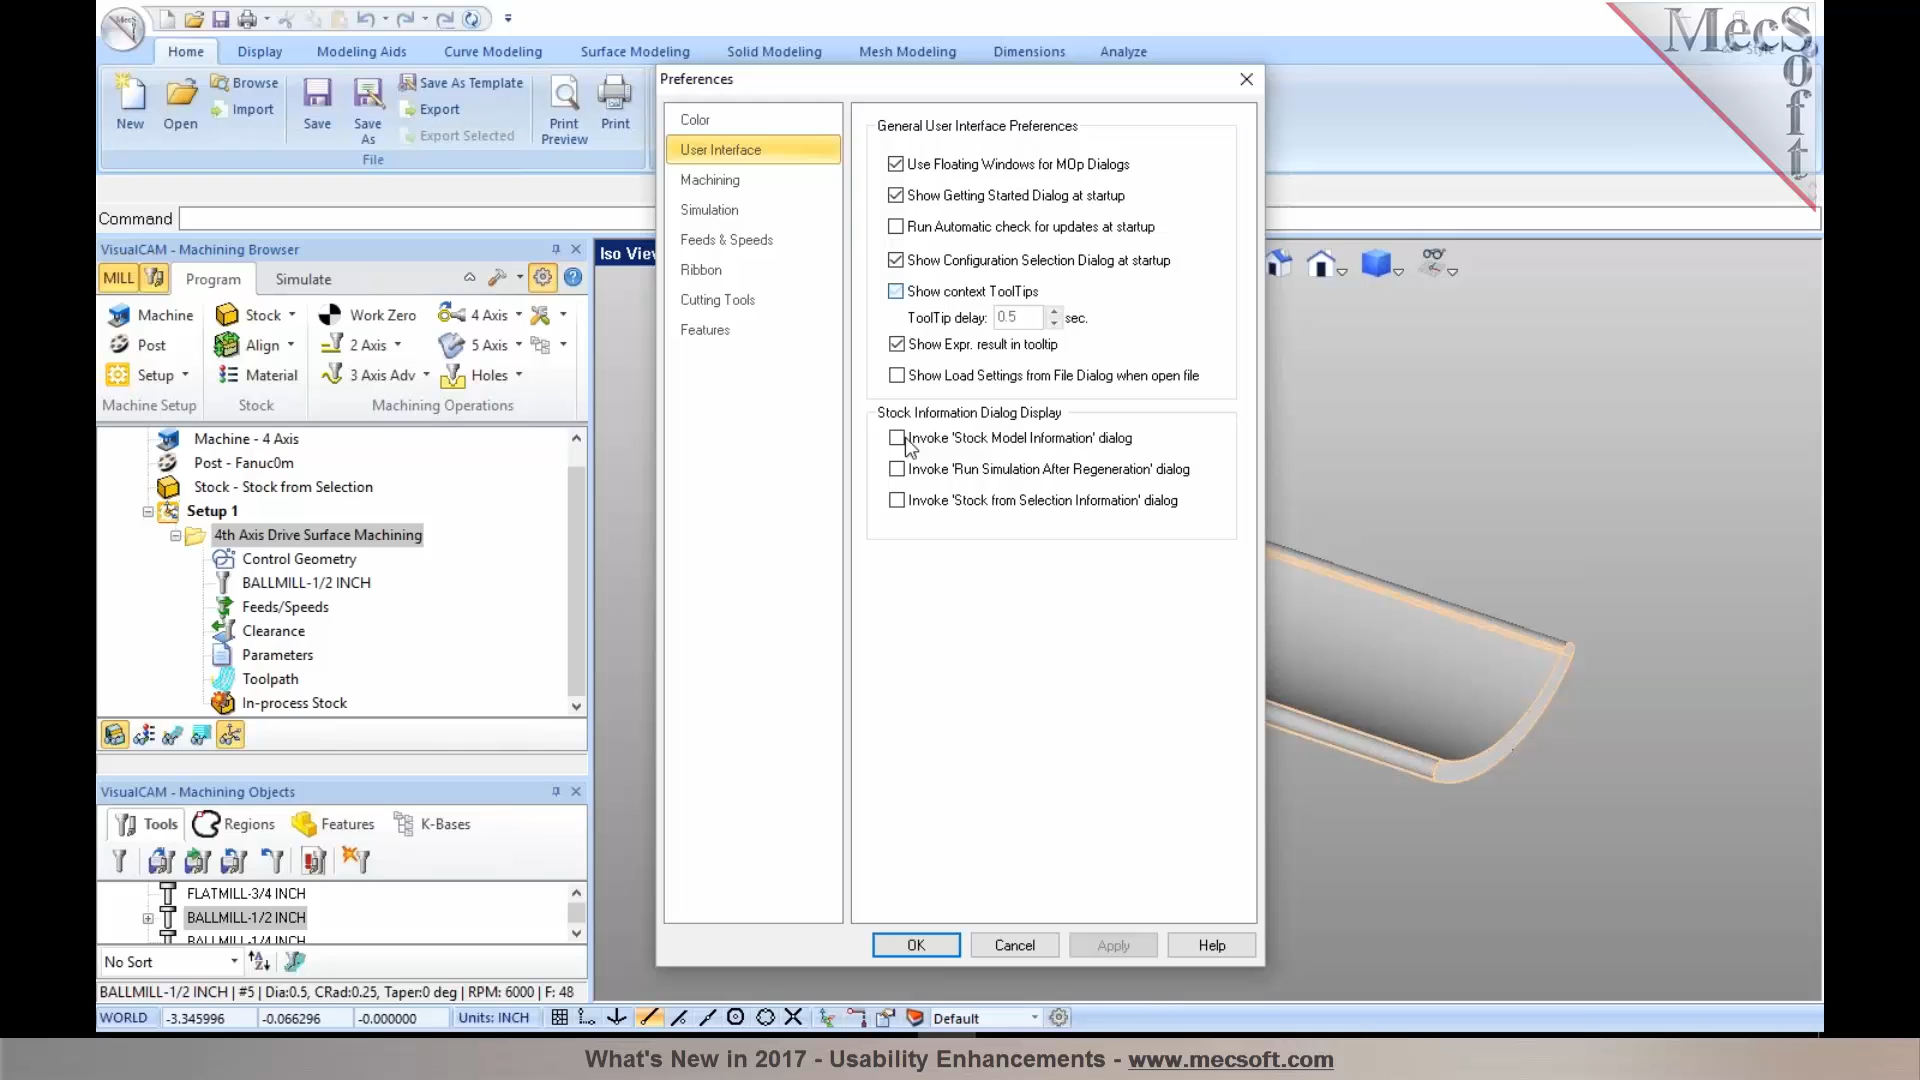 MecSoft
Home Display Modeling Aids Curve Modeling Surface Modeling Solid Modeling Mesh Modeling Dimensions Analyze
New
Open
Browse
Import
Save
Save As
Save As Template
Export
Export Selected
Print Preview
Print
File
Command
VisualCAM - Machining Browser
MILL Program Simulate
Machine Stock Work Zero 4 Axis
Post Align 2 Axis 5 Axis
Setup Material 3 Axis Adv Holes
Machine Setup Stock Machining Operations
Machine - 4 Axis
Post - Fanuc0m
Stock - Stock from Selection
Setup 1
4th Axis Drive Surface Machining
Control Geometry
BALLMILL-1/2 INCH
Feeds/Speeds
Clearance
Parameters
Toolpath
In-process Stock
VisualCAM - Machining Objects
Tools Regions Features K-Bases
FLATMILL-3/4 INCH
BALLMILL-1/2 INCH
BALLMILL-1/4 INCH
No Sort
BALLMILL-1/2 INCH | #5 | Dia:0.5, CRad:0.25, Taper:0 deg | RPM: 6000 | F: 48
WORLD -3.345996 -0.066296 -0.000000 Units: INCH Default
Iso View
Preferences
Color
User Interface
Machining
Simulation
Feeds & Speeds
Ribbon
Cutting Tools
Features
General User Interface Preferences
Use Floating Windows for MOp Dialogs
Show Getting Started Dialog at startup
Run Automatic check for updates at startup
Show Configuration Selection Dialog at startup
Show context ToolTips
ToolTip delay: 0.5 sec.
Show Expr. result in tooltip
Show Load Settings from File Dialog when open file
Stock Information Dialog Display
Invoke 'Stock Model Information' dialog
Invoke 'Run Simulation After Regeneration' dialog
Invoke 'Stock from Selection Information' dialog
OK Cancel Apply Help
What's New in 2017 - Usability Enhancements - www.mecsoft.com